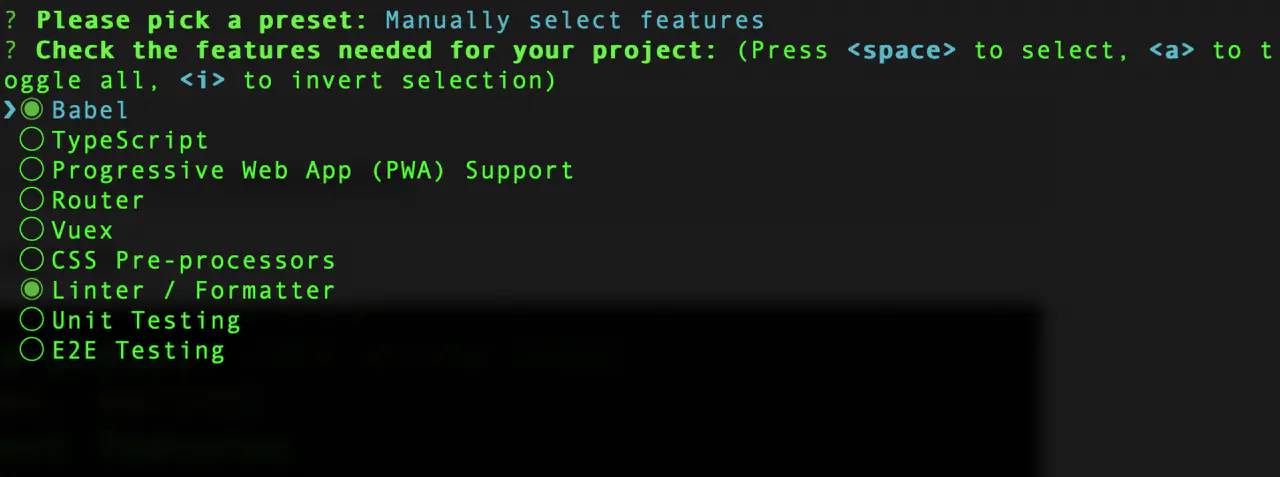 ? Please pick a preset: Manually select features
? Check the features needed for your project: (Press <space> to select, <a> to t
oggle all, <i> to invert selection)
❯◉ Babel
◯ TypeScript
◯ Progressive Web App (PWA) Support
◯ Router
◯ Vuex
◯ CSS Pre-processors
◉ Linter / Formatter
◯ Unit Testing
◯ E2E Testing